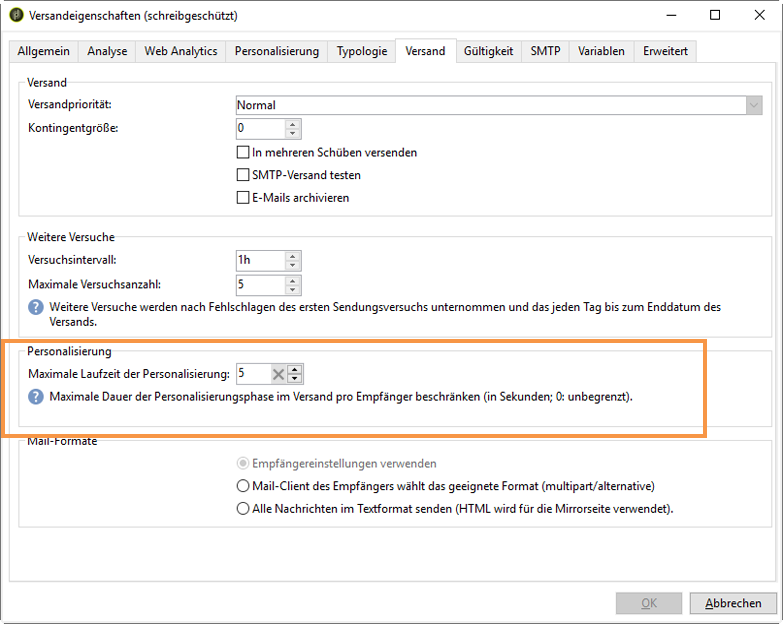 Versandeigenschaften (schreibgeschützt)
Allgemein Analyse Web Analytics Personalisierung Typologie Versand Gültigkeit SMTP Variablen Erweitert
Versand
Versandpriorität: Normal
Kontingentgröße: 0
In mehreren Schüben versenden
SMTP-Versand testen
E-Mails archivieren
Weitere Versuche
Versuchsintervall: 1h
Maximale Versuchsanzahl: 5
Weitere Versuche werden nach Fehlschlagen des ersten Sendungsversuchs unternommen und das jeden Tag bis zum Enddatum des
Versands.
Personalisierung
Maximale Laufzeit der Personalisierung: 5
Maximale Dauer der Personalisierungsphase im Versand pro Empfänger beschränken (in Sekunden; 0: unbegrenzt).
Mail-Formate
Empfängereinstellungen verwenden
Mail-Client des Empfängers wählt das geeignete Format (multipart/alternative)
Alle Nachrichten im Textformat senden (HTML wird für die Mirrorseite verwendet).
OK Abbrechen